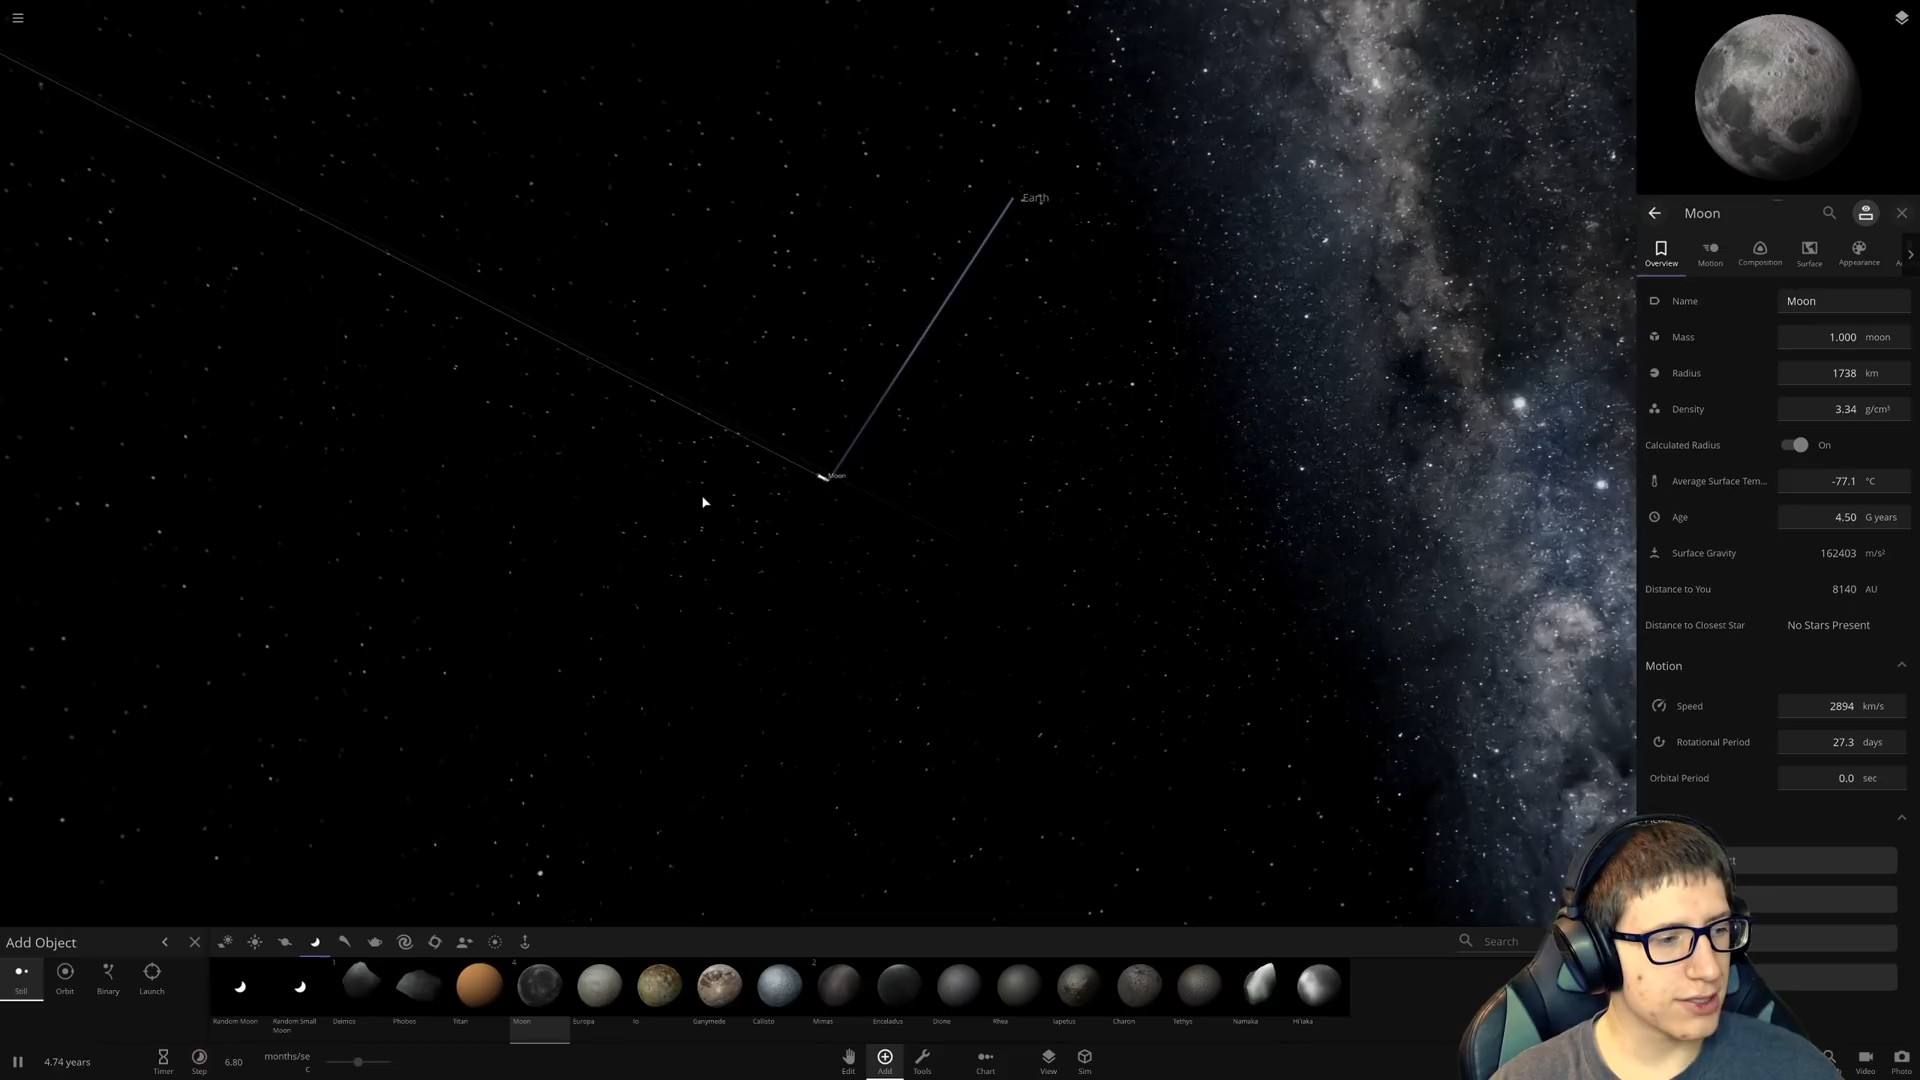 Earth
Moon
Moon
Overview
Motion
Composition
Surface
Appearance
Name Moon
Mass 1.000 moon
Radius 1738 km
Density 3.34 g/cm³
Calculated Radius On
Average Surface Tem... -77.1 °C
Age 4.50 G years
Surface Gravity 162403 m/s²
Distance to You 8140 AU
Distance to Closest Star No Stars Present
Motion
Speed 2894 km/s
Rotational Period 27.3 days
Orbital Period 0.0 sec
Add Object
Search
Still
Orbit
Binary
Launch
1
4
2
Random Moon
Random Small
Moon
Deimos
Phobos
Titan
Moon
Europa
Io
Ganymede
Callisto
Mimas
Enceladus
Dione
Rhea
Iapetus
Charon
Tethys
Namaka
Hi'iaka
4.74 years
Timer
Step
6.80
months/se
c
Edit
Add
Tools
Chart
View
Sim
Video
Photo